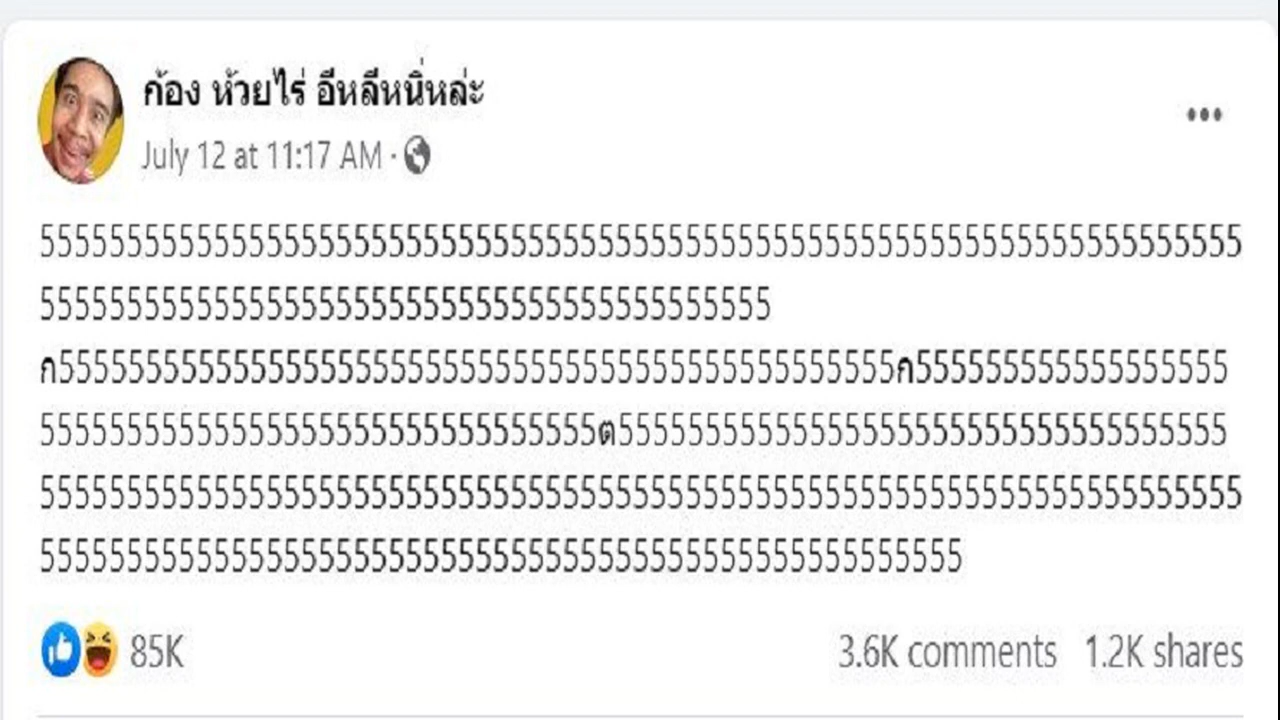 ก้อง ห้วยไร่ อีหลีหนิ่หล่ะ
July 12 at 11:17 AM ·
555555555555555555555555555555555555555555555555555555555555555555555
555555555555555555555555555555555555555555
ก555555555555555555555555555555555555555555555555ก555555555555555555
55555555555555555555555555555555ต55555555555555555555555555555555555
555555555555555555555555555555555555555555555555555555555555555555555
55555555555555555555555555555555555555555555555555555
85K
3.6K comments 1.2K shares